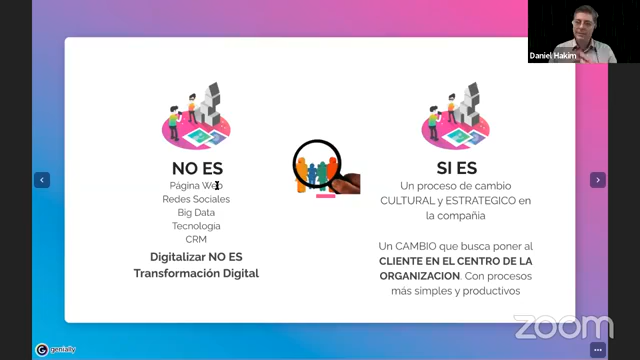 Daniel Hakim
NO ES
Página Web
Redes Sociales
Big Data
Tecnología
CRM
Digitalizar NO ES
Transformación Digital
SI ES
Un proceso de cambio
CULTURAL y ESTRATEGICO en
la compañia
Un CAMBIO que busca poner al
CLIENTE EN EL CENTRO DE LA
ORGANIZACION. Con procesos
más simples y productivos
genially
zoom